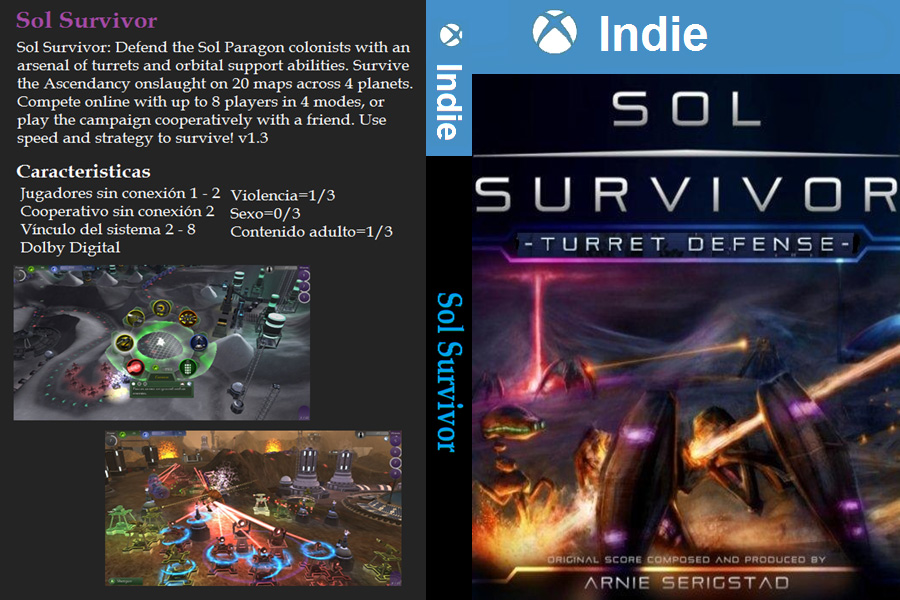 Sol Survivor
Sol Survivor: Defend the Sol Paragon colonists with an
arsenal of turrets and orbital support abilities. Survive
the Ascendancy onslaught on 20 maps across 4 planets.
Compete online with up to 8 players in 4 modes, or
play the campaign cooperatively with a friend. Use
speed and strategy to survive! v1.3
Caracteristicas
Jugadores sin conexión 1 - 2
Cooperativo sin conexión 2
Vínculo del sistema 2 - 8
Dolby Digital
Violencia=1/3
Sexo=0/3
Contenido adulto=1/3
Indie
Sol Survivor
Indie
SOL
SURVIVOR
-TURRET DEFENSE-
ORIGINAL SCORE COMPOSED AND PRODUCED BY
ARNIE SERIGSTAD